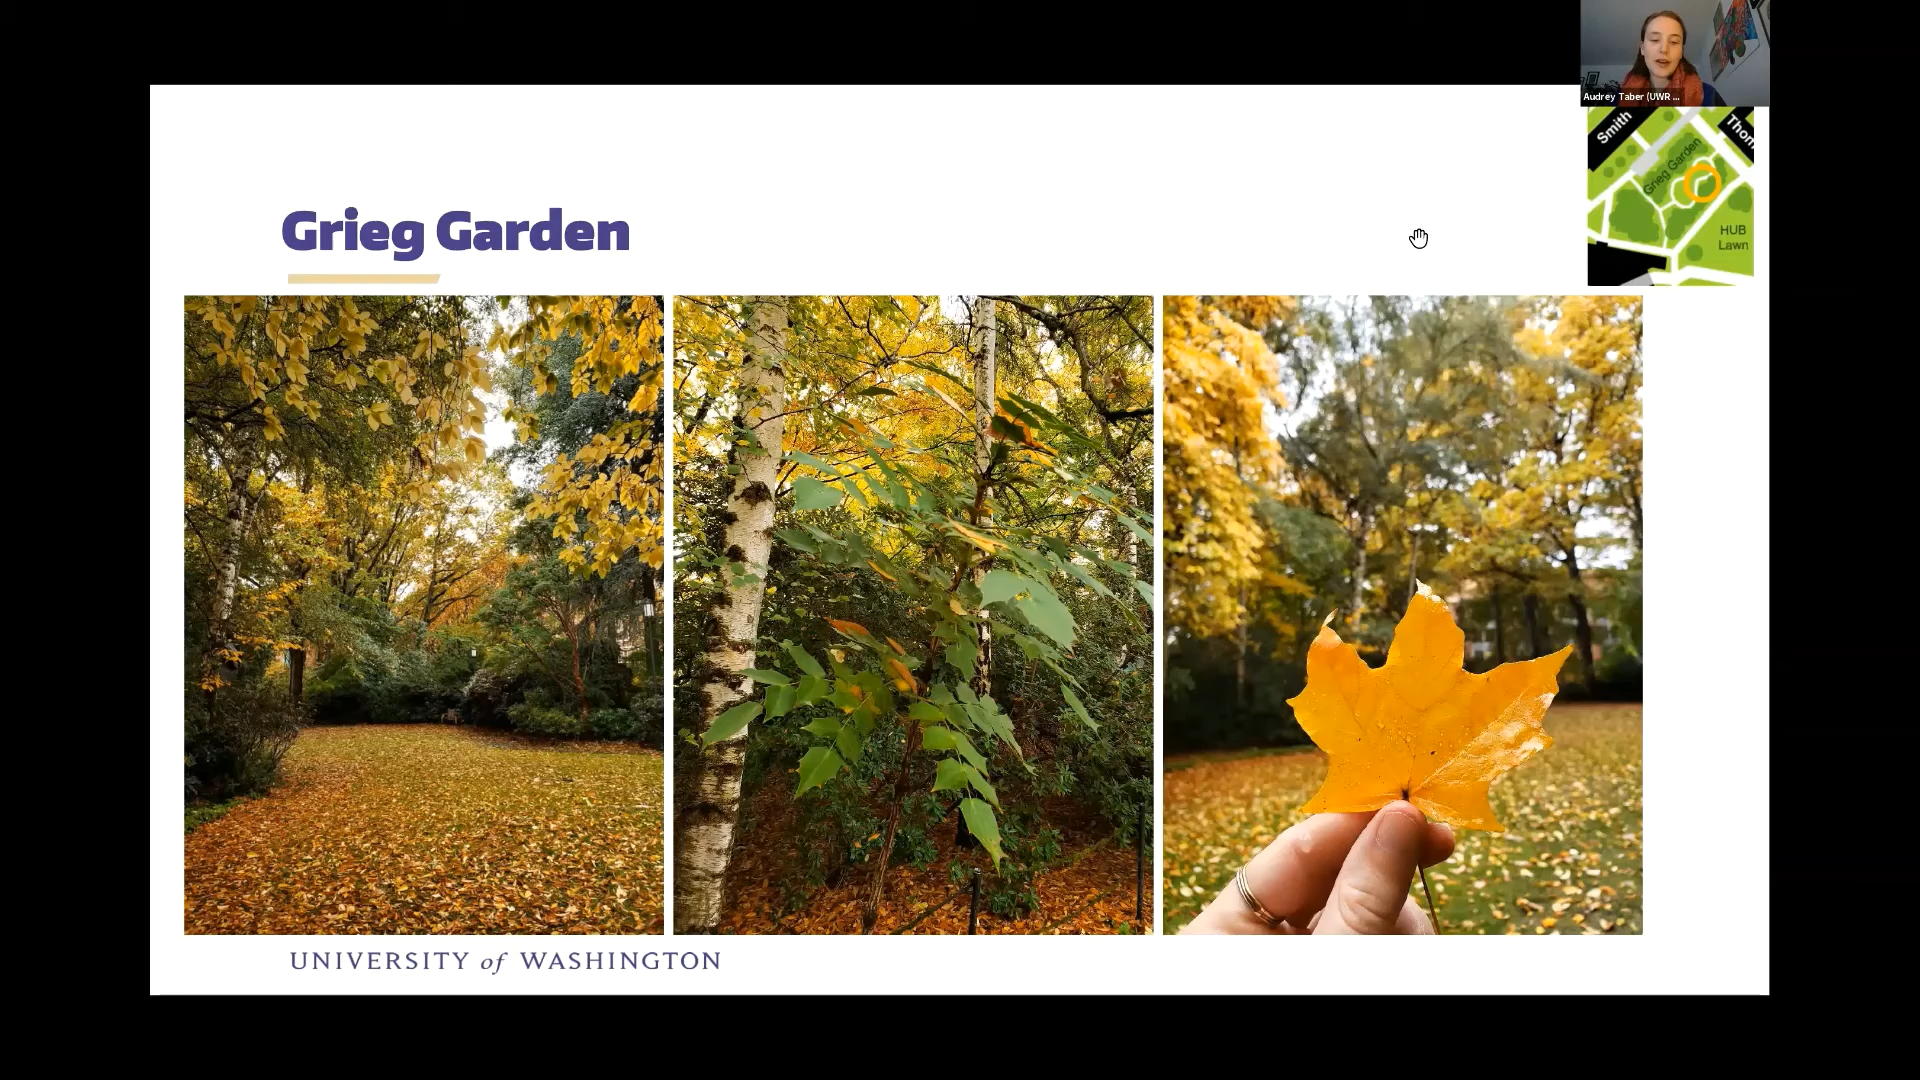 Audrey Taber (UWR ...
Smith
Thom
Grieg Garden
HUB
Lawn
Grieg Garden
UNIVERSITY of WASHINGTON